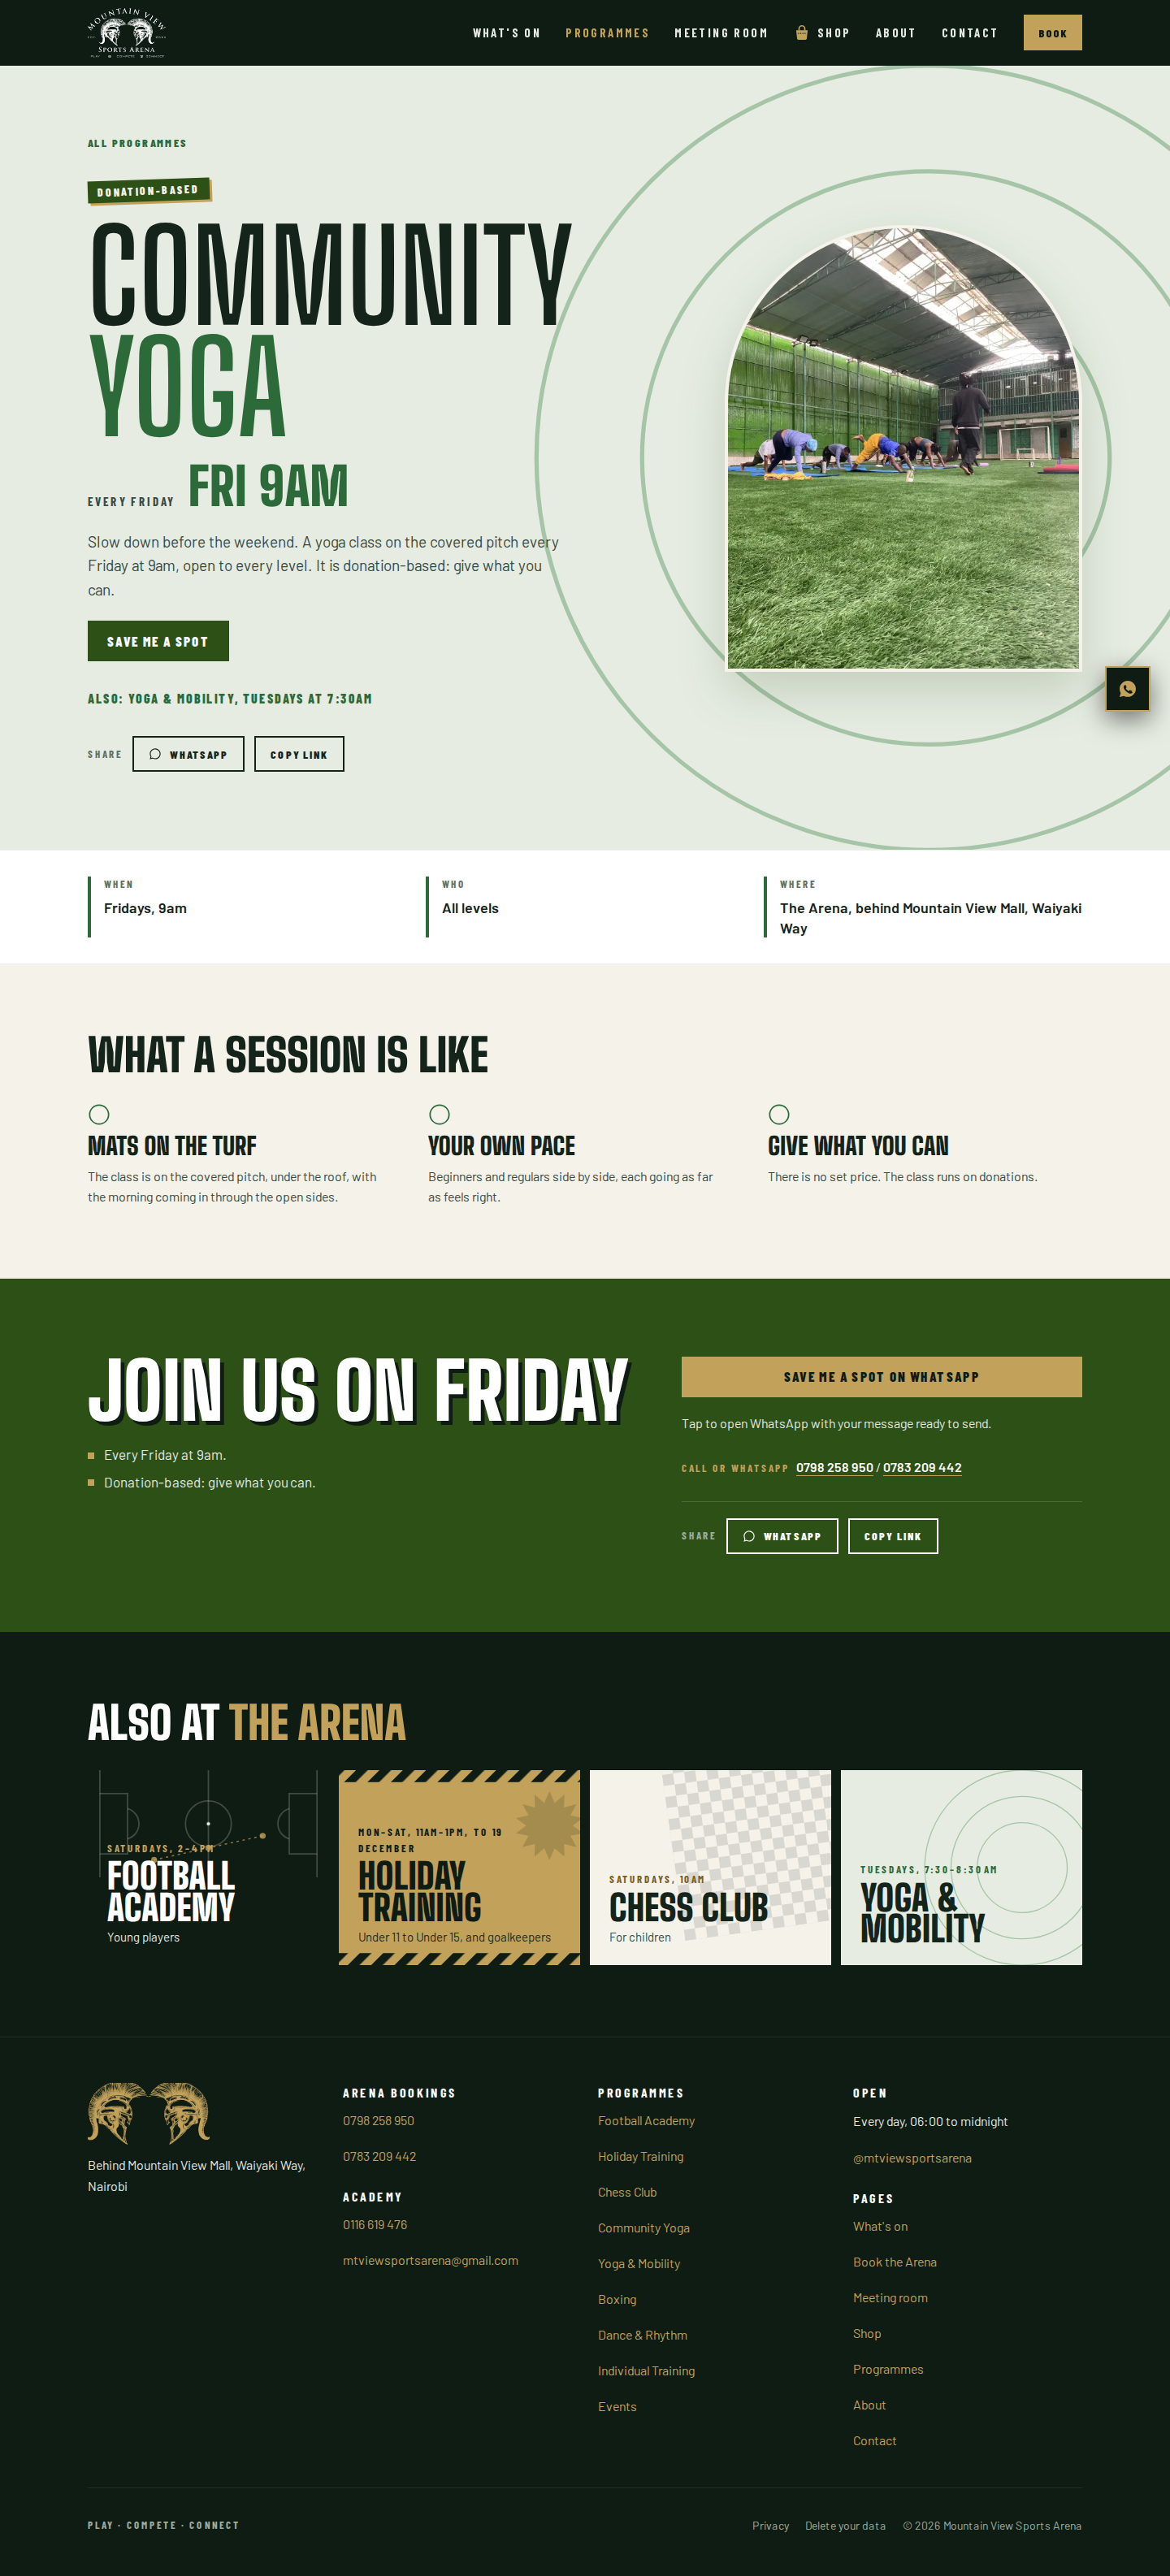 MOUNTAIN VIEW
SPORTS ARENA
WHAT'S ON
PROGRAMMES
MEETING ROOM
SHOP
ABOUT
CONTACT
BOOK
ALL PROGRAMMES
DONATION-BASED
COMMUNITY
YOGA
EVERY FRIDAY FRI 9AM
Slow down before the weekend. A yoga class on the covered pitch every
Friday at 9am, open to every level. It is donation-based: give what you
can.
SAVE ME A SPOT
ALSO: YOGA & MOBILITY, TUESDAYS AT 7:30AM
SHARE
WHATSAPP
COPY LINK
WHEN
Fridays, 9am
WHO
All levels
WHERE
The Arena, behind Mountain View Mall, Waiyaki
Way
WHAT A SESSION IS LIKE
MATS ON THE TURF
The class is on the covered pitch, under the roof, with
the morning coming in through the open sides.
YOUR OWN PACE
Beginners and regulars side by side, each going as far
as feels right.
GIVE WHAT YOU CAN
There is no set price. The class runs on donations.
JOIN US ON FRIDAY
Every Friday at 9am.
Donation-based: give what you can.
SAVE ME A SPOT ON WHATSAPP
Tap to open WhatsApp with your message ready to send.
CALL OR WHATSAPP 0798 258 950 / 0783 209 442
SHARE
WHATSAPP
COPY LINK
ALSO AT THE ARENA
SATURDAYS, 2–4PM
FOOTBALL
ACADEMY
Young players
MON–SAT, 11AM–1PM, TO 19
DECEMBER
HOLIDAY
TRAINING
Under 11 to Under 15, and goalkeepers
SATURDAYS, 10AM
CHESS CLUB
For children
TUESDAYS, 7:30–8:30AM
YOGA &
MOBILITY
Behind Mountain View Mall, Waiyaki Way,
Nairobi
ARENA BOOKINGS
0798 258 950
0783 209 442
ACADEMY
0116 619 476
mtviewsportsarena@gmail.com
PROGRAMMES
Football Academy
Holiday Training
Chess Club
Community Yoga
Yoga & Mobility
Boxing
Dance & Rhythm
Individual Training
Events
OPEN
Every day, 06:00 to midnight
@mtviewsportsarena
PAGES
What's on
Book the Arena
Meeting room
Shop
Programmes
About
Contact
PLAY · COMPETE · CONNECT
Privacy
Delete your data
© 2026 Mountain View Sports Arena